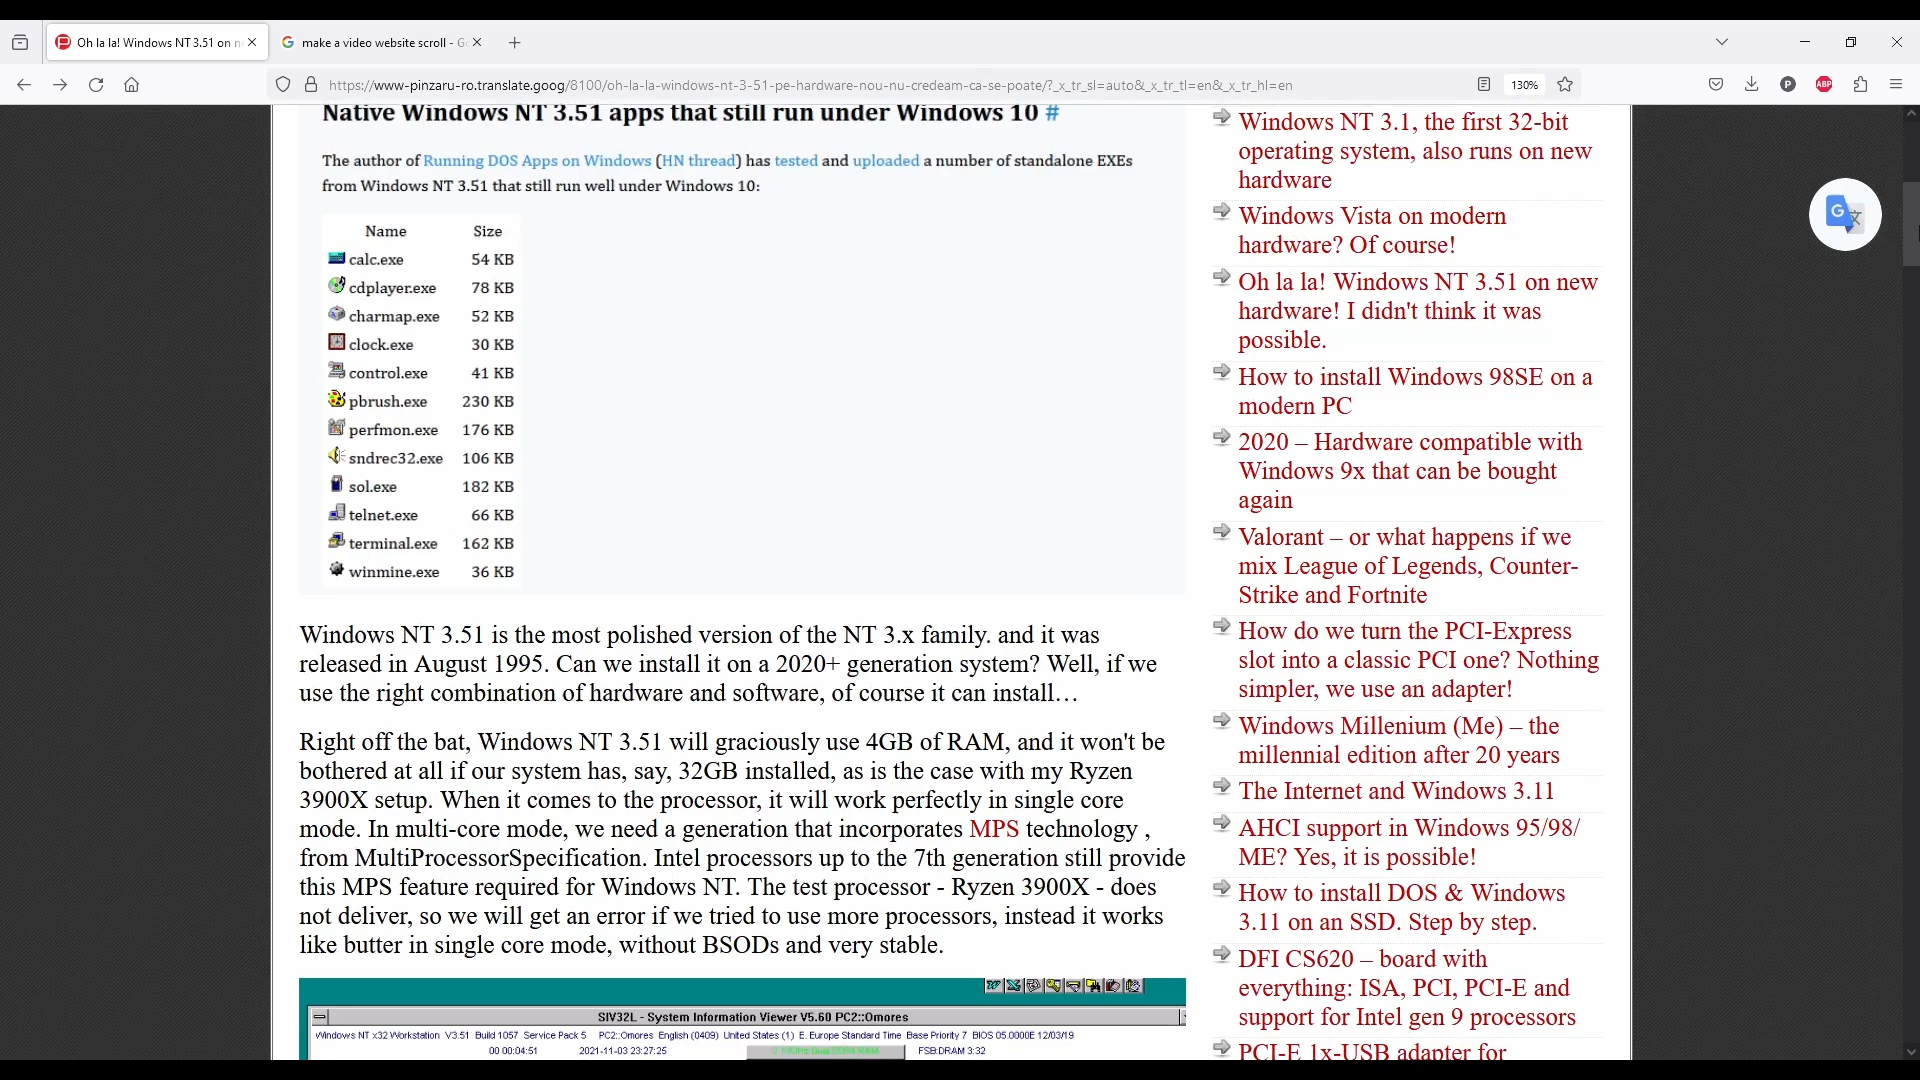 Oh la la! Windows NT 3.51 on n
make a video website scroll - G
https://www-pinzaru-ro.translate.goog/8100/oh-la-la-windows-nt-3-51-pe-hardware-nou-nu-credeam-ca-se-poate/?_x_tr_sl=auto&_x_tr_tl=en&_x_tr_hl=en
130%
P
ABP
Native Windows NT 3.51 apps that still run under Windows 10 #
The author of Running DOS Apps on Windows (HN thread) has tested and uploaded a number of standalone EXEs
from Windows NT 3.51 that still run well under Windows 10:
Name Size
calc.exe 54 KB
cdplayer.exe 78 KB
charmap.exe 52 KB
clock.exe 30 KB
control.exe 41 KB
pbrush.exe 230 KB
perfmon.exe 176 KB
sndrec32.exe 106 KB
sol.exe 182 KB
telnet.exe 66 KB
terminal.exe 162 KB
winmine.exe 36 KB
Windows NT 3.51 is the most polished version of the NT 3.x family. and it was
released in August 1995. Can we install it on a 2020+ generation system? Well, if we
use the right combination of hardware and software, of course it can install…
Right off the bat, Windows NT 3.51 will graciously use 4GB of RAM, and it won't be
bothered at all if our system has, say, 32GB installed, as is the case with my Ryzen
3900X setup. When it comes to the processor, it will work perfectly in single core
mode. In multi-core mode, we need a generation that incorporates MPS technology ,
from MultiProcessorSpecification. Intel processors up to the 7th generation still provide
this MPS feature required for Windows NT. The test processor - Ryzen 3900X - does
not deliver, so we will get an error if we tried to use more processors, instead it works
like butter in single core mode, without BSODs and very stable.
SIV32L - System Information Viewer V5.60 PC2::Omores
Windows NT x32 Workstation V3.51 Build 1057 Service Pack 5 PC2::Omores English (0409) United States (1) E. Europe Standard Time Base Priority 7 BIOS 05.0000E 12/03/19
00 00:04:51 2021-11-03 23:27:25 FSB:DRAM 3:32
Windows NT 3.1, the first 32-bit
operating system, also runs on new
hardware
Windows Vista on modern
hardware? Of course!
Oh la la! Windows NT 3.51 on new
hardware! I didn't think it was
possible.
How to install Windows 98SE on a
modern PC
2020 – Hardware compatible with
Windows 9x that can be bought
again
Valorant – or what happens if we
mix League of Legends, Counter-
Strike and Fortnite
How do we turn the PCI-Express
slot into a classic PCI one? Nothing
simpler, we use an adapter!
Windows Millenium (Me) – the
millennial edition after 20 years
The Internet and Windows 3.11
AHCI support in Windows 95/98/
ME? Yes, it is possible!
How to install DOS & Windows
3.11 on an SSD. Step by step.
DFI CS620 – board with
everything: ISA, PCI, PCI-E and
support for Intel gen 9 processors
PCI-E 1x-USB adapter for
G